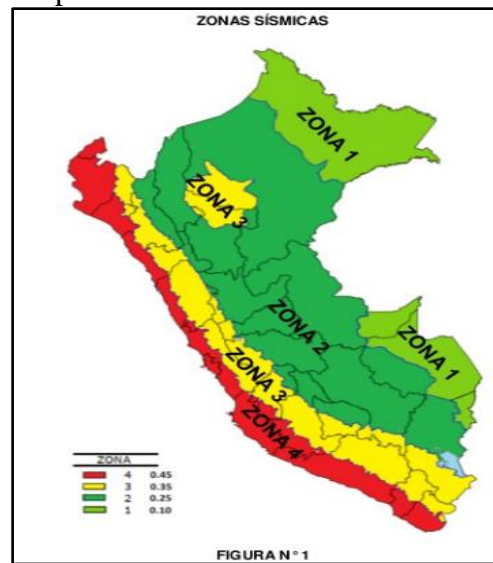 ZONAS SÍSMICAS
ZONA 1
ZONA 3
ZONA 2
ZONA 1
ZONA 3
ZONA 4
ZONA
4 0.45
3 0.35
2 0.25
1 0.10
FIGURA N° 1